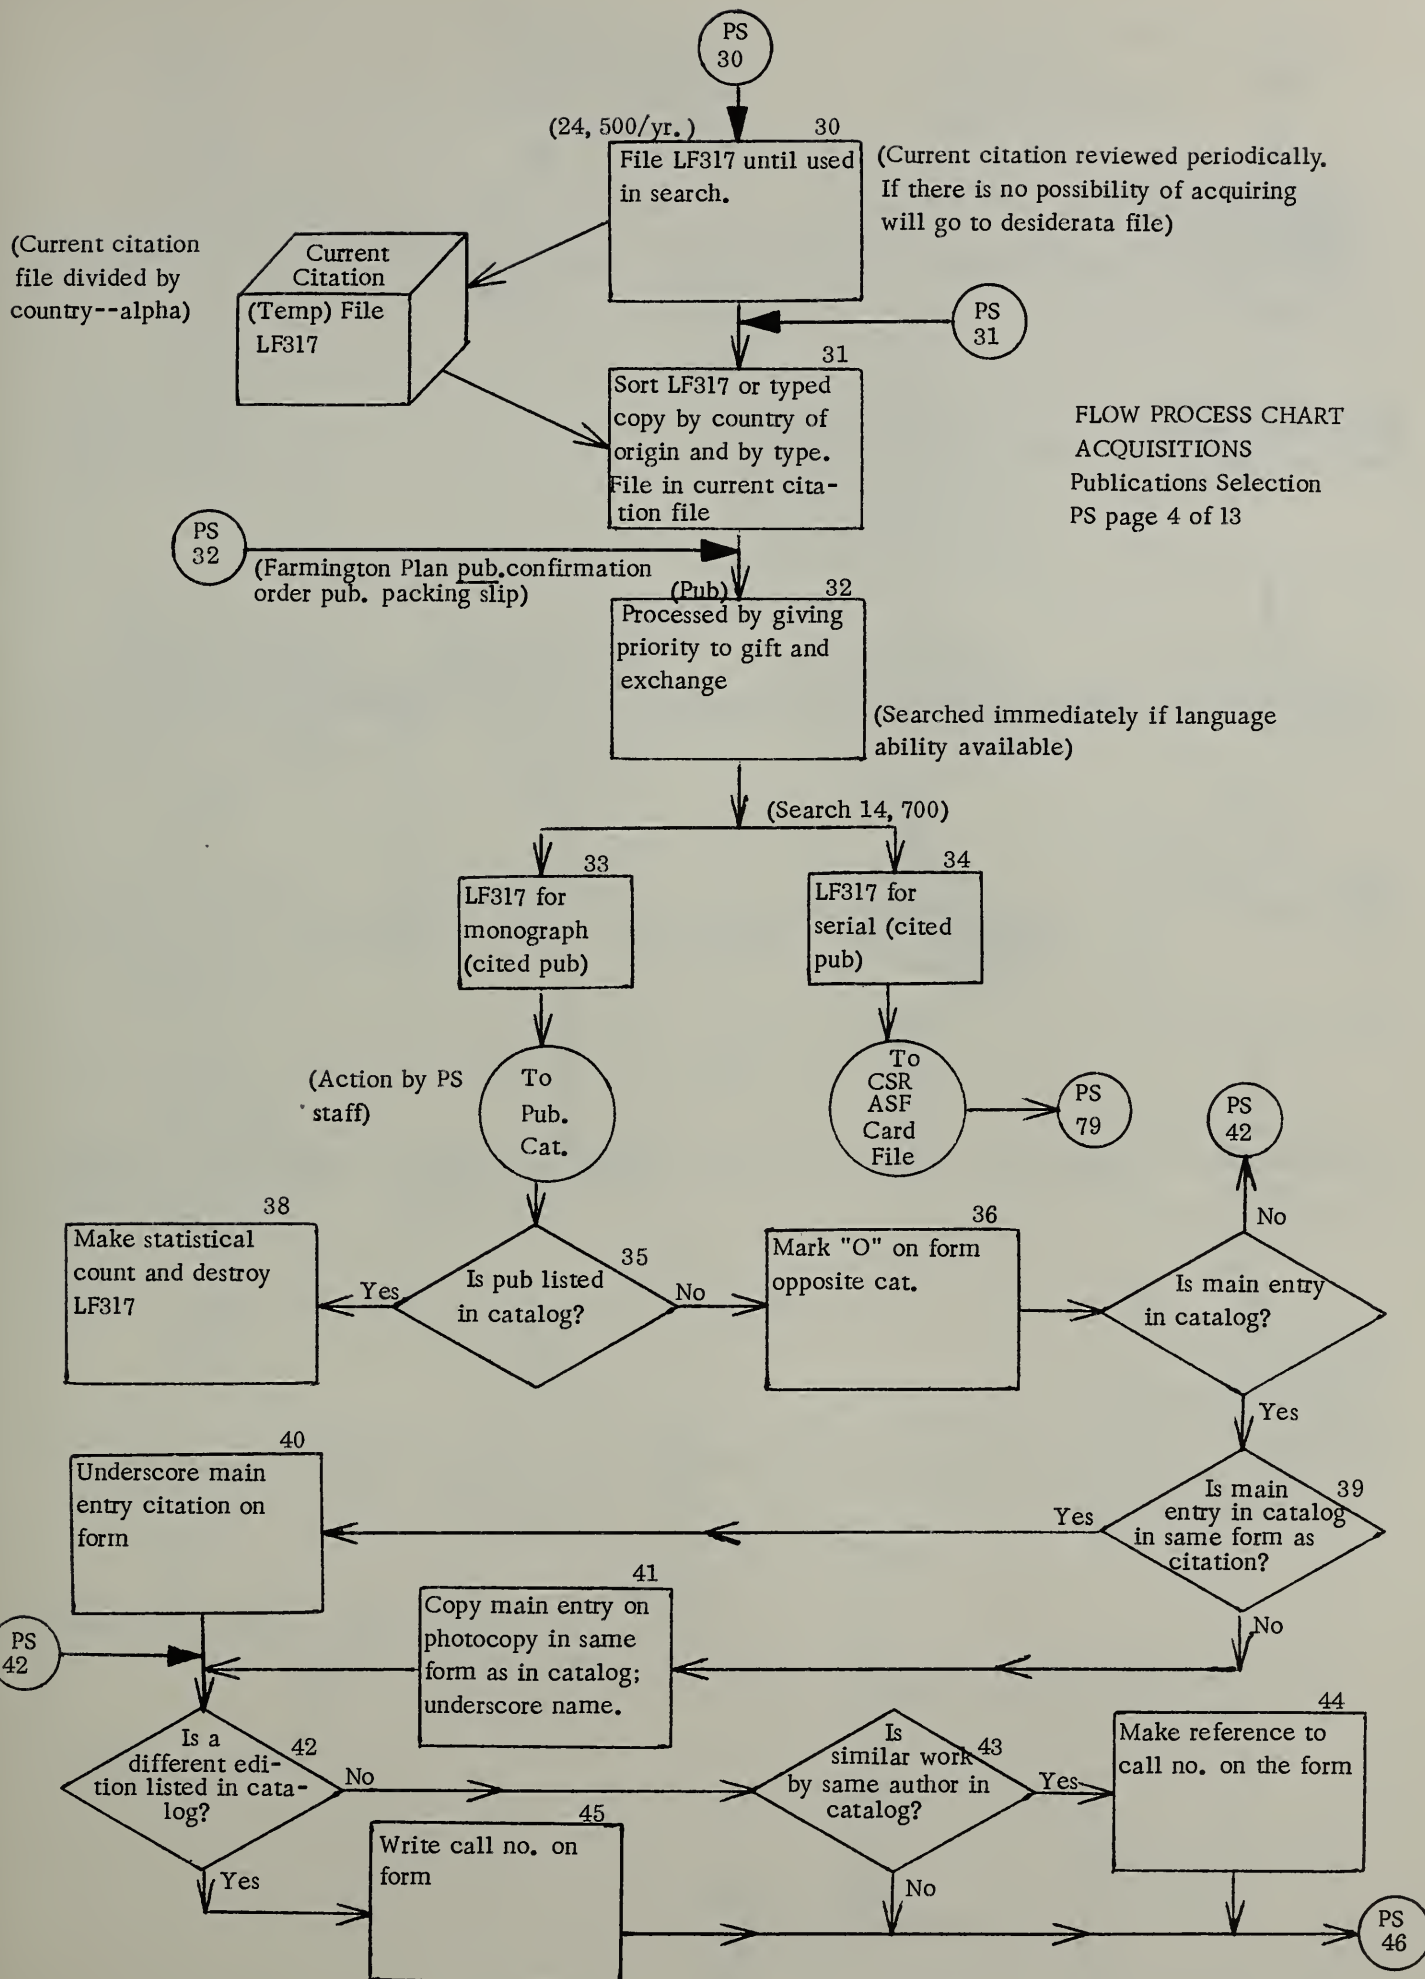 PS
30
(24, 500/yr. )
30
File LF317 until used
in search.
(Current citation reviewed periodically.
If there is no possibility of acquiring
will go to desiderata file)
(Current citation
file divided by
country--alpha)
Current
Citation
(Temp) File
LF317
PS
31
31
Sort LF317 or typed
copy by country of
origin and by type.
File in current cita-
tion file
FLOW PROCESS CHART
ACQUISITIONS
Publications Selection
PS page 4 of 13
PS
32
(Farmington Plan pub.confirmation
order pub. packing slip)
(Pub)
32
Processed by giving
priority to gift and
exchange
(Searched immediately if language
ability available)
(Search 14, 700)
33
LF317 for
monograph
(cited pub)
34
LF317 for
serial (cited
pub)
(Action by PS
staff)
To
Pub.
Cat.
To
CSR
ASF
Card
File
PS
79
PS
42
No
38
Make statistical
count and destroy
LF317
Yes
35
Is pub listed
in catalog?
No
36
Mark "O" on form
opposite cat.
Is main entry
in catalog?
Yes
40
Underscore main
entry citation on
form
Yes
39
Is main
entry in catalog
in same form as
citation?
No
41
Copy main entry on
photocopy in same
form as in catalog;
underscore name.
PS
42
42
Is a
different edi-
tion listed in cata-
log?
No
Yes
43
Is
similar work
by same author in
catalog?
Yes
No
44
Make reference to
call no. on the form
45
Write call no. on
form
PS
46